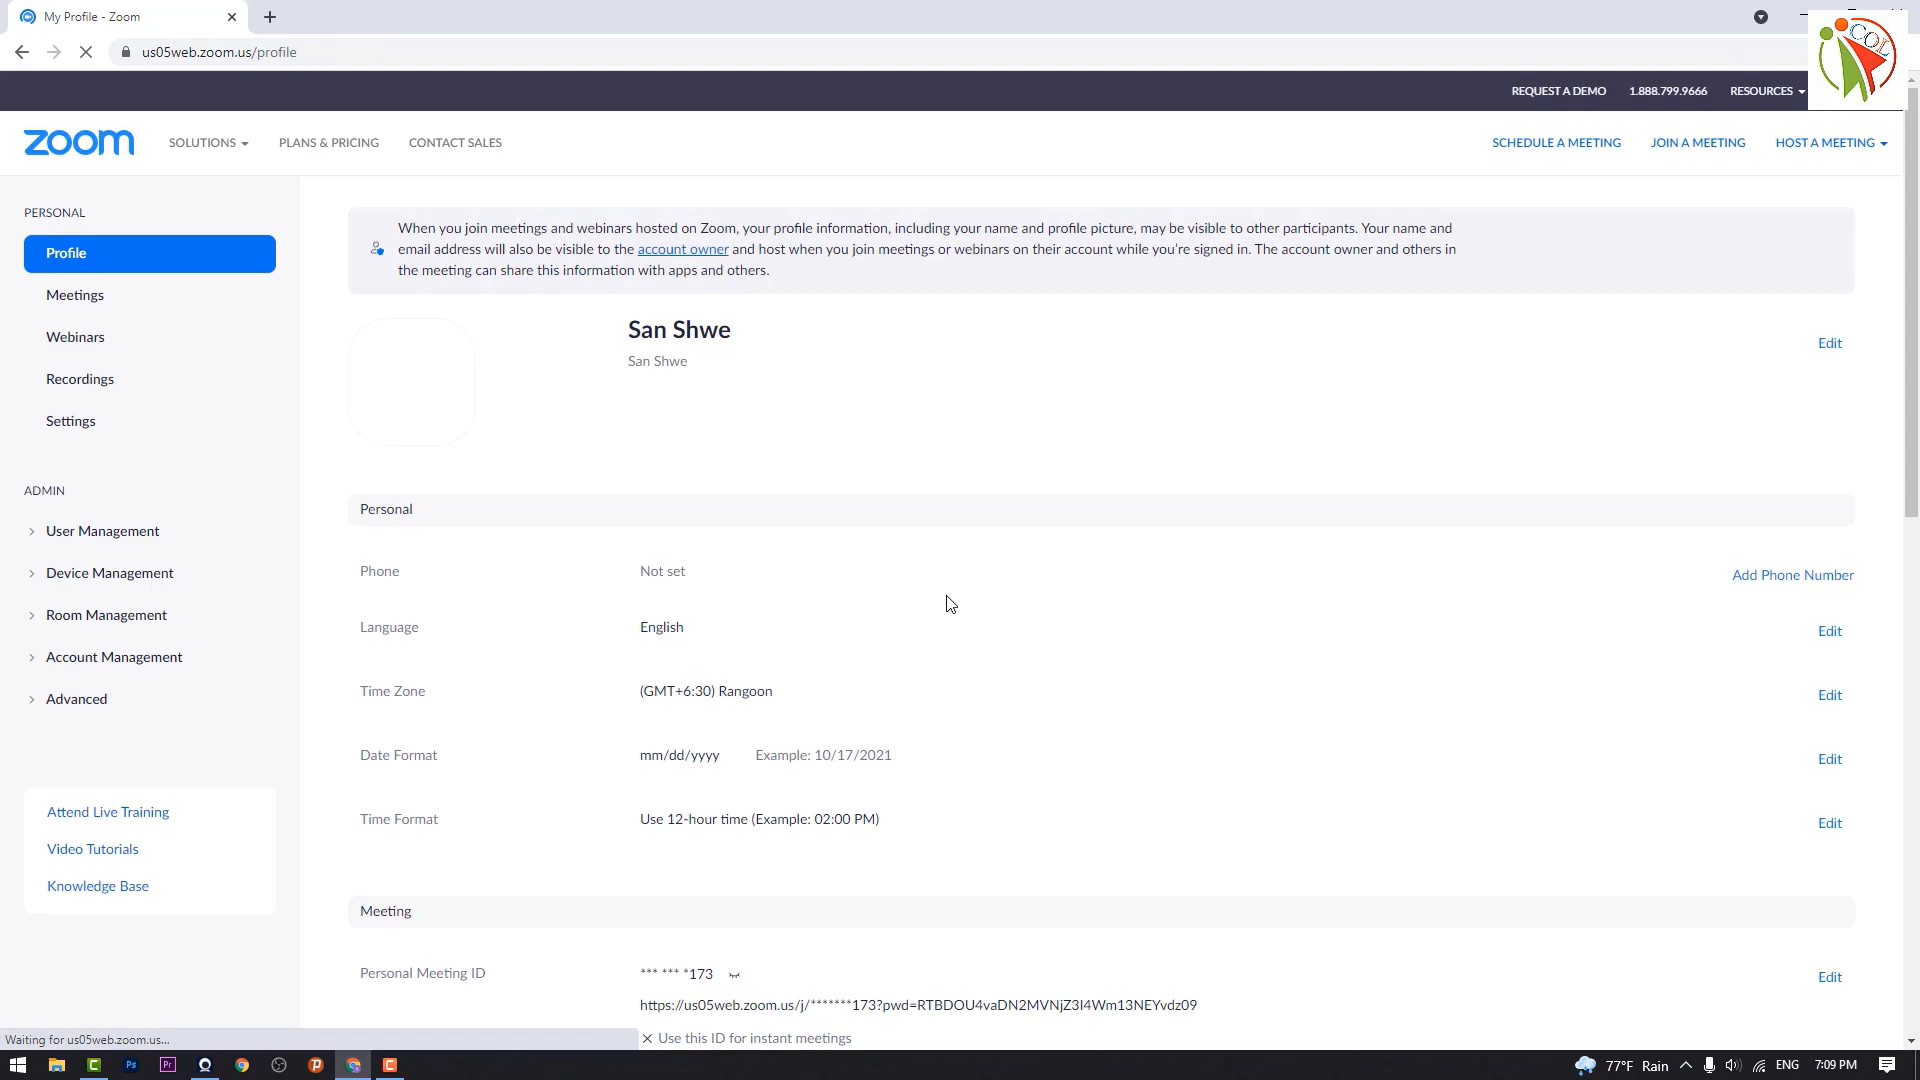 My Profile - Zoom
us05web.zoom.us/profile
COL
REQUEST A DEMO 1.888.799.9666 RESOURCES
zoom SOLUTIONS PLANS & PRICING CONTACT SALES SCHEDULE A MEETING JOIN A MEETING HOST A MEETING
PERSONAL
Profile
Meetings
Webinars
Recordings
Settings
ADMIN
User Management
Device Management
Room Management
Account Management
Advanced
Attend Live Training
Video Tutorials
Knowledge Base
When you join meetings and webinars hosted on Zoom, your profile information, including your name and profile picture, may be visible to other participants. Your name and
email address will also be visible to the account owner and host when you join meetings or webinars on their account while you're signed in. The account owner and others in
the meeting can share this information with apps and others.
San Shwe
San Shwe
Edit
Personal
Phone Not set Add Phone Number
Language English Edit
Time Zone (GMT+6:30) Rangoon Edit
Date Format mm/dd/yyyy Example: 10/17/2021 Edit
Time Format Use 12-hour time (Example: 02:00 PM) Edit
Meeting
Personal Meeting ID *** *** *173 Edit
https://us05web.zoom.us/j/*******173?pwd=RTBDOU4vaDN2MVNjZ3I4Wm13NEYvdz09
× Use this ID for instant meetings
Waiting for us05web.zoom.us...
Ps Pr 77°F Rain ENG 7:09 PM